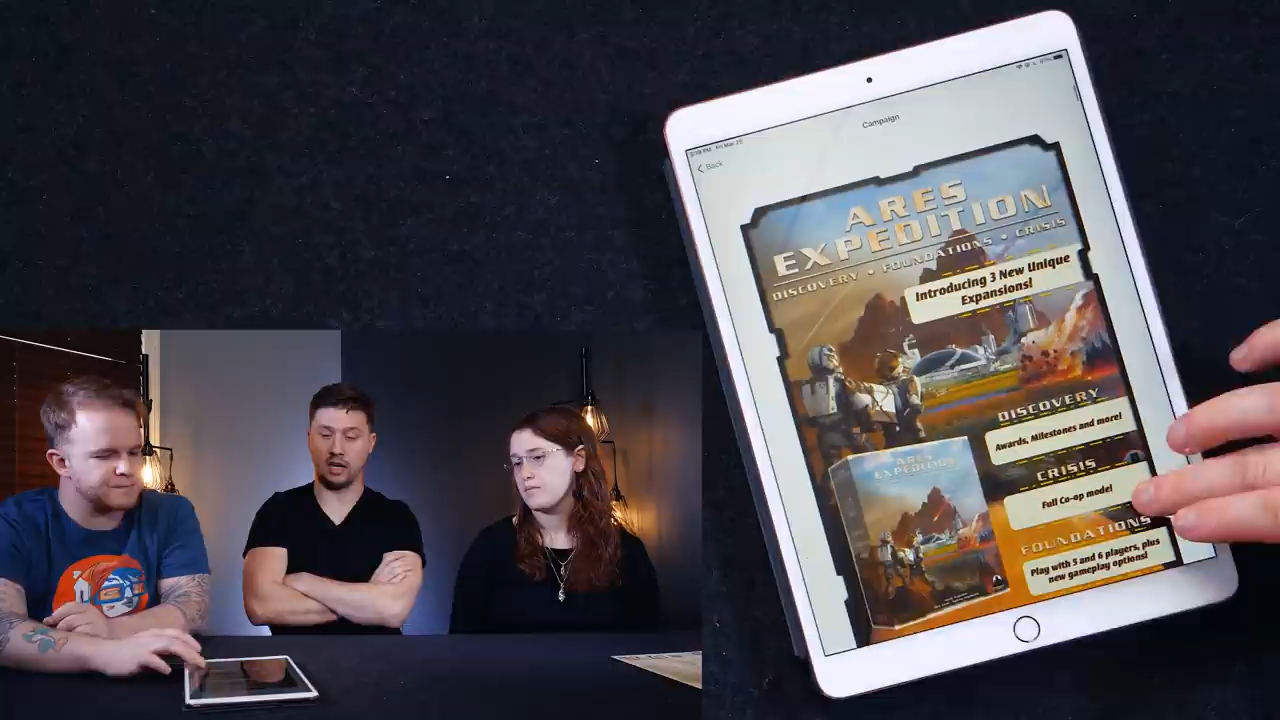 Campaign
Back
ARES
EXPEDITION
DISCOVERY • FOUNDATIONS • CRISIS
Introducing 3 New Unique
Expansions!
DISCOVERY
Awards, Milestones and more!
CRISIS
Full Co-op mode!
FOUNDATIONS
Play with 5 and 6 players, plus
new gameplay options!
ARES
EXPEDITION